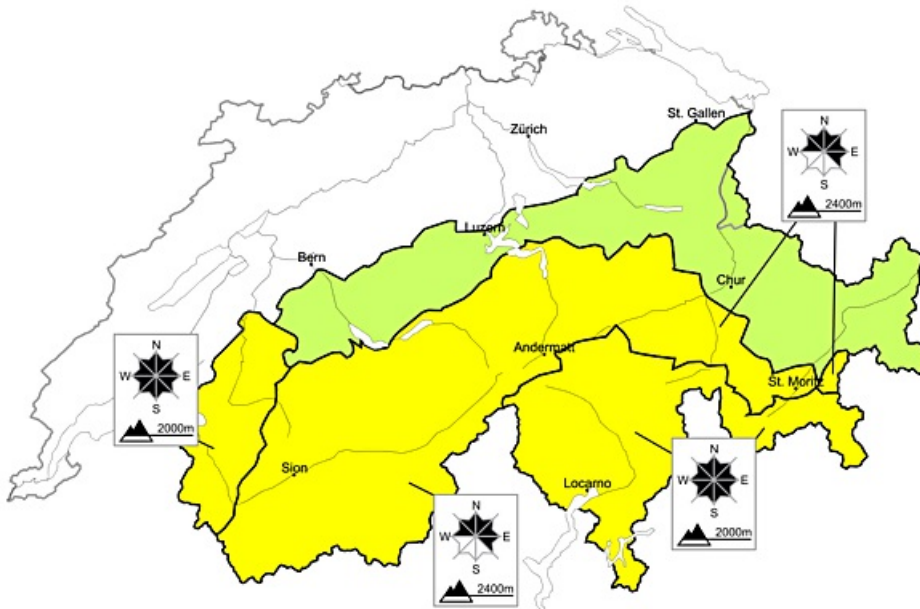 St. Gallen
Zürich
N
W E
S
2400m
Luzern
Bern
Chur
N
W E
S
2000m
Andermatt
St. Moritz
Sion
Locarno
N
W E
S
2000m
N
W E
S
2400m